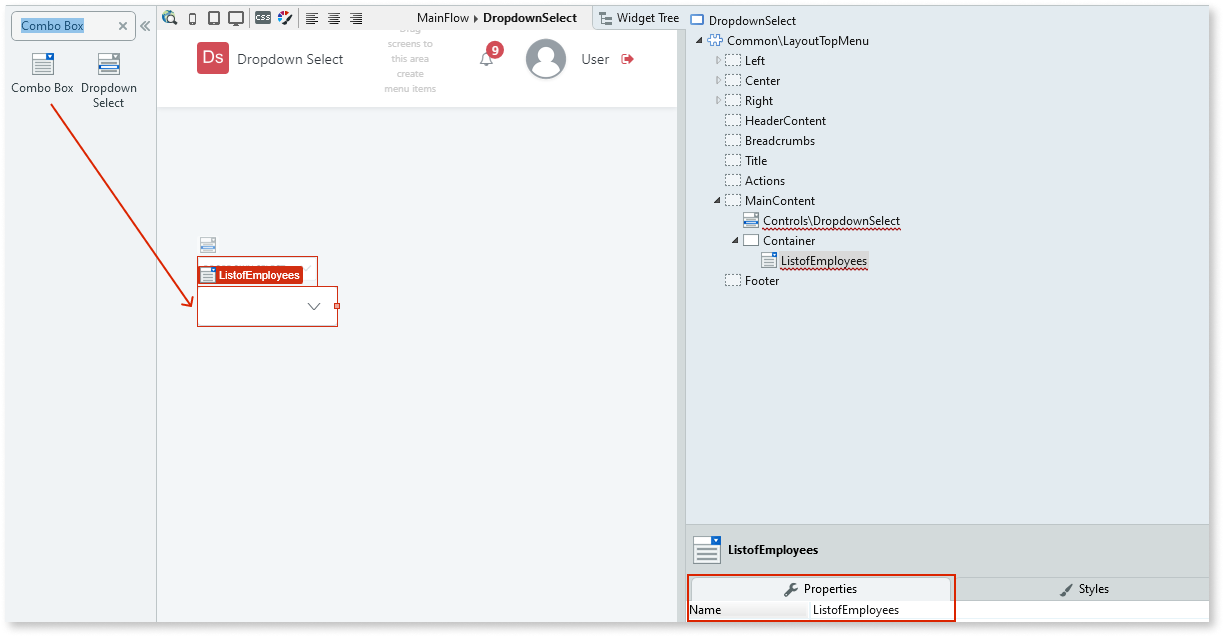 Combo Box
Combo Box
Dropdown
Select
css
MainFlow DropdownSelect
Widget Tree
Drag
screens to
this area
create
menu items
Ds
Dropdown Select
9
User
ListofEmployees
DropdownSelect
Common\LayoutTopMenu
Left
Center
Right
HeaderContent
Breadcrumbs
Title
Actions
MainContent
Controls\DropdownSelect
Container
ListofEmployees
Footer
ListofEmployees
Properties
Styles
Name ListofEmployees